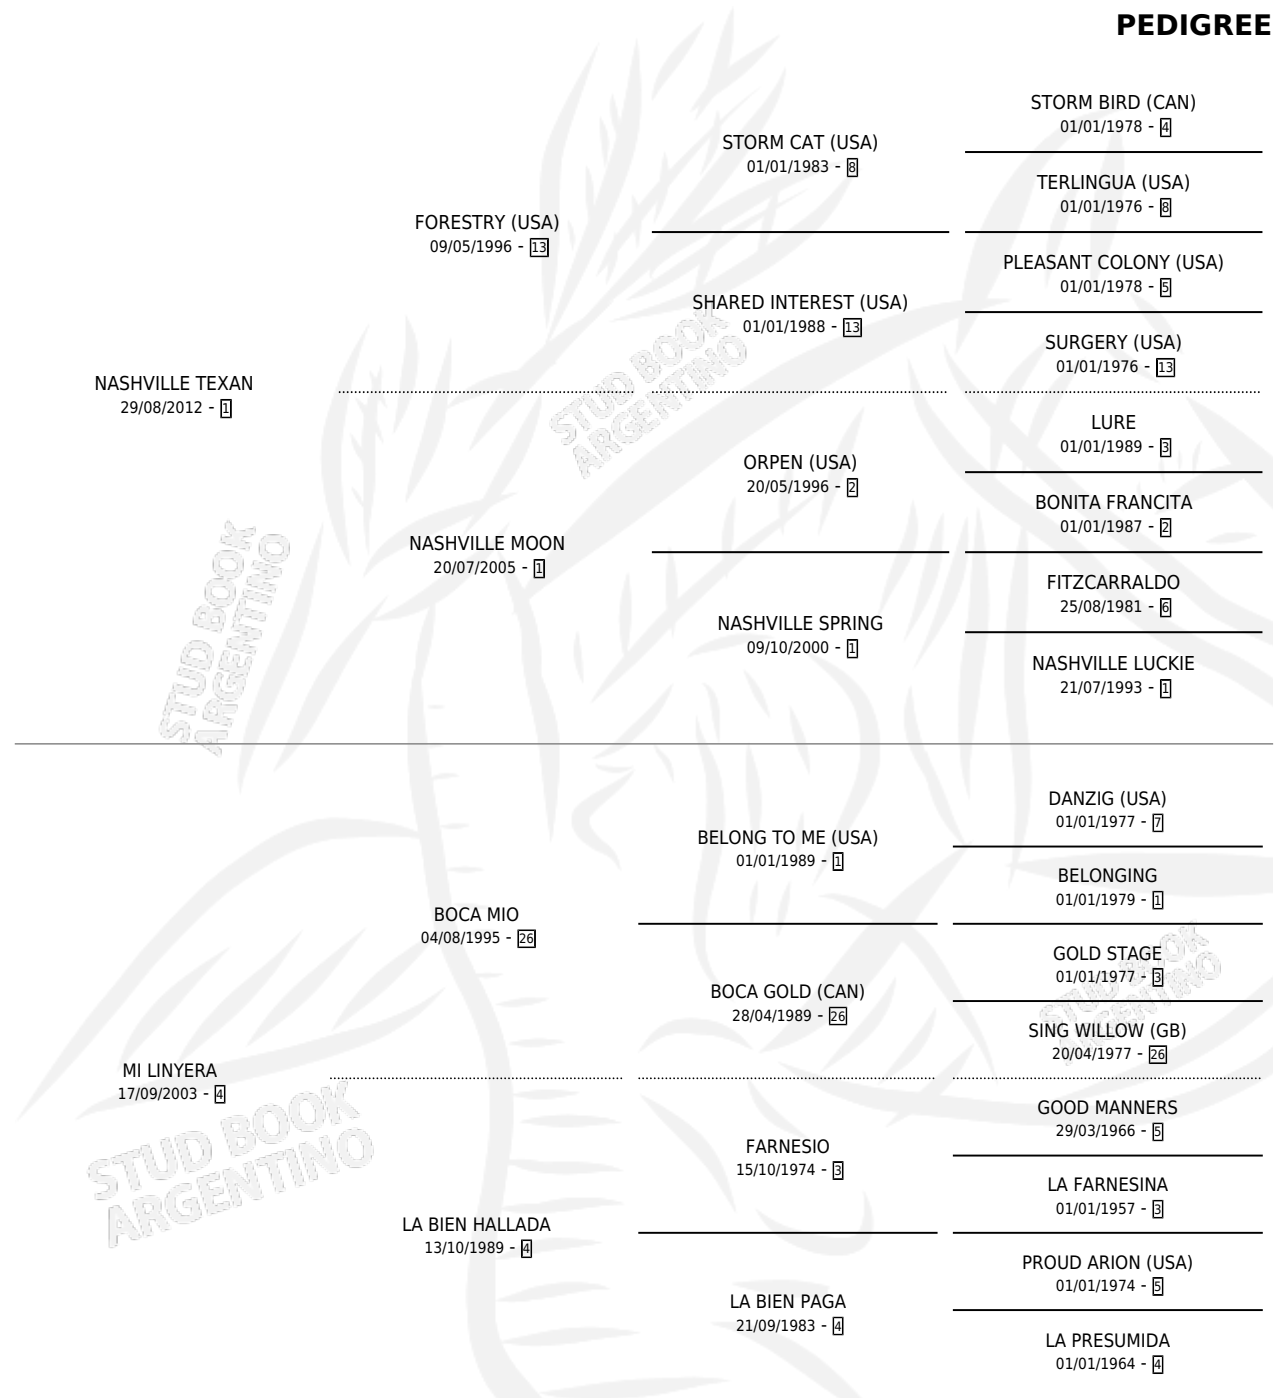 PEDIGREE
STORM BIRD (CAN)
01/01/1978 - 4
STORM CAT (USA)
01/01/1983 - 8
TERLINGUA (USA)
01/01/1976 - 8
FORESTRY (USA)
09/05/1996 - 13
PLEASANT COLONY (USA)
01/01/1978 - 5
SHARED INTEREST (USA)
01/01/1988 - 13
SURGERY (USA)
01/01/1976 - 13
NASHVILLE TEXAN
29/08/2012 - 1
LURE
01/01/1989 - 3
ORPEN (USA)
20/05/1996 - 2
BONITA FRANCITA
01/01/1987 - 2
NASHVILLE MOON
20/07/2005 - 1
FITZCARRALDO
25/08/1981 - 6
NASHVILLE SPRING
09/10/2000 - 1
NASHVILLE LUCKIE
21/07/1993 - 1
DANZIG (USA)
01/01/1977 - 7
BELONG TO ME (USA)
01/01/1989 - 1
BELONGING
01/01/1979 - 1
BOCA MIO
04/08/1995 - 26
GOLD STAGE
01/01/1977 - 3
BOCA GOLD (CAN)
28/04/1989 - 26
SING WILLOW (GB)
20/04/1977 - 26
MI LINYERA
17/09/2003 - 4
GOOD MANNERS
29/03/1966 - 5
FARNESIO
15/10/1974 - 3
LA FARNESINA
01/01/1957 - 3
LA BIEN HALLADA
13/10/1989 - 4
PROUD ARION (USA)
01/01/1974 - 5
LA BIEN PAGA
21/09/1983 - 4
LA PRESUMIDA
01/01/1964 - 4
STUD BOOK
ARGENTINO
STUD BOOK
ARGENTINO
STUD BOOK
ARGENTINO
STUD BOOK
ARGENTINO